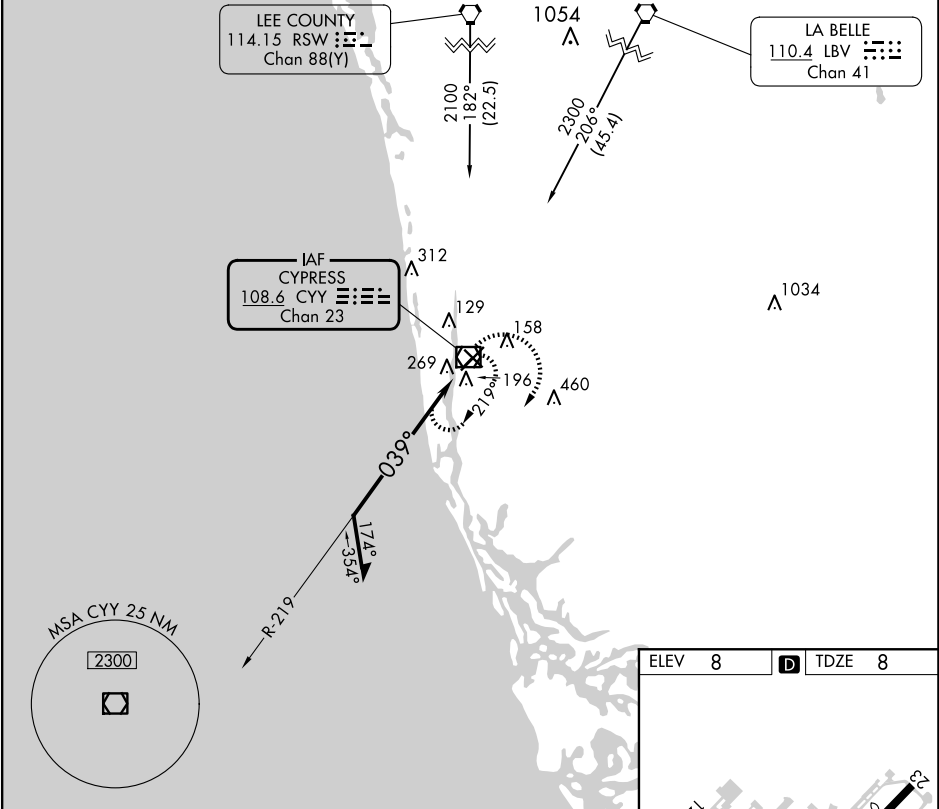 LEE COUNTY
114.15 RSW
Chan 88(Y)
1054
LA BELLE
110.4 LBV
Chan 41
2100
182°
(22.5)
2300
206°
(45.4)
IAF
CYPRESS
108.6 CYY
Chan 23
312
129
158
1034
269
196
460
219°
039°
174°
354°
R-219
MSA CYY 25 NM
2300
ELEV 8
D
TDZE 8
23